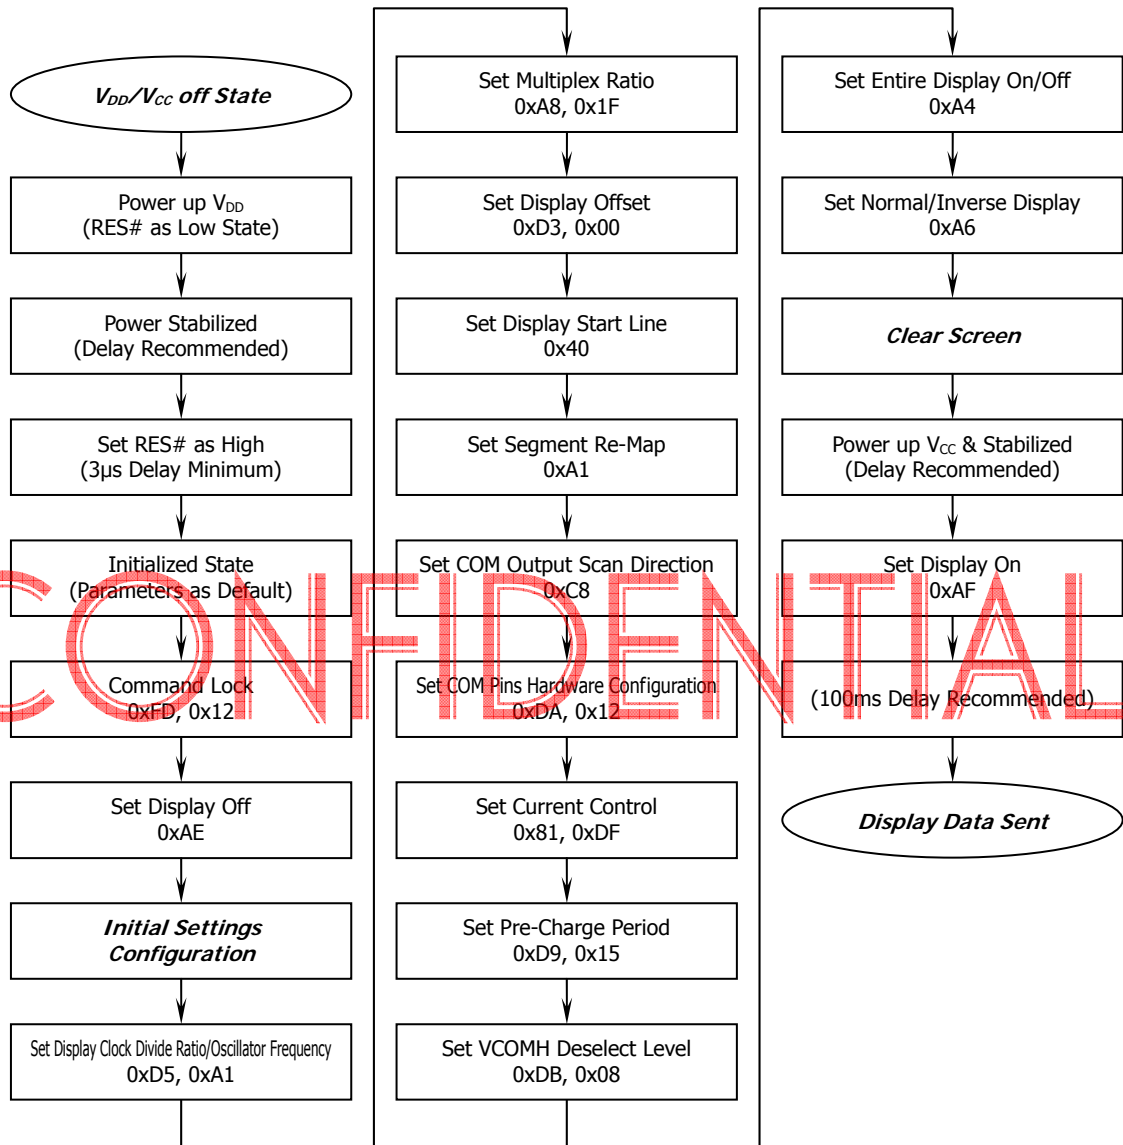 V_DD/V_CC off State
Power up V_DD
(RES# as Low State)
Power Stabilized
(Delay Recommended)
Set RES# as High
(3µs Delay Minimum)
Initialized State
(Parameters as Default)
Command Lock
0xFD, 0x12
Set Display Off
0xAE
Initial Settings
Configuration
Set Display Clock Divide Ratio/Oscillator Frequency
0xD5, 0xA1
Set Multiplex Ratio
0xA8, 0x1F
Set Display Offset
0xD3, 0x00
Set Display Start Line
0x40
Set Segment Re-Map
0xA1
Set COM Output Scan Direction
0xC8
Set COM Pins Hardware Configuration
0xDA, 0x12
Set Current Control
0x81, 0xDF
Set Pre-Charge Period
0xD9, 0x15
Set VCOMH Deselect Level
0xDB, 0x08
Set Entire Display On/Off
0xA4
Set Normal/Inverse Display
0xA6
Clear Screen
Power up V_CC & Stabilized
(Delay Recommended)
Set Display On
0xAF
(100ms Delay Recommended)
Display Data Sent
CONFIDENTIAL